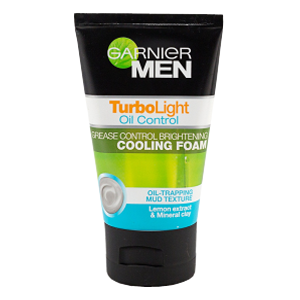 GARNIER
MEN
TurboLight
Oil Control
GREASE CONTROL BRIGHTENING
COOLING FOAM
OIL-TRAPPING
MUD TEXTURE
Lemon extract
& Mineral clay